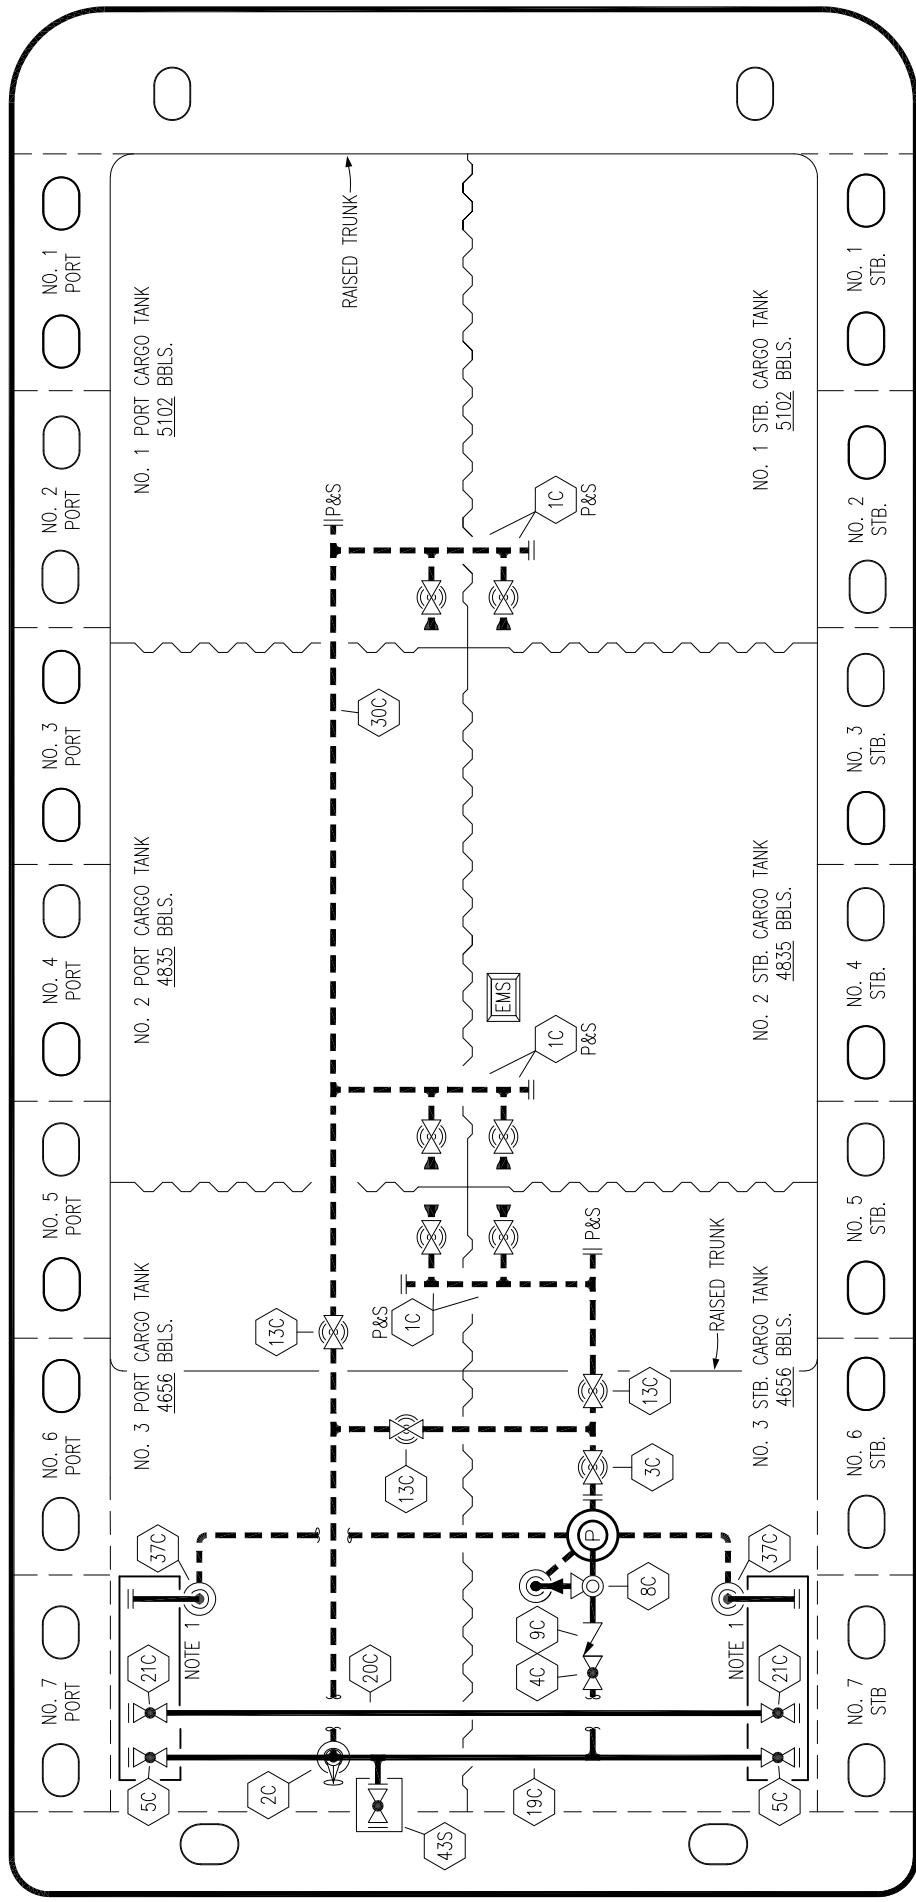 NO. 1
PORT
NO. 2
PORT
NO. 3
PORT
NO. 4
PORT
NO. 5
PORT
NO. 6
PORT
NO. 7
PORT
NO. 1 PORT CARGO TANK
5102 BBLS.
NO. 2 PORT CARGO TANK
4835 BBLS.
NO. 3 PORT CARGO TANK
4656 BBLS.
RAISED TRUNK
P&S
1C
P&S
30C
EMS
1C
P&S
P&S
P&S
1C
13C
13C
13C
3C
RAISED TRUNK
37C
37C
P
8C
9C
4C
NOTE 1
NOTE 1
21C
20C
21C
5C
2C
43S
19C
5C
NO. 1 STB. CARGO TANK
5102 BBLS.
NO. 2 STB. CARGO TANK
4835 BBLS.
NO. 3 STB. CARGO TANK
4656 BBLS.
NO. 1
STB.
NO. 2
STB.
NO. 3
STB.
NO. 4
STB.
NO. 5
STB.
NO. 6
STB.
NO. 7
STB